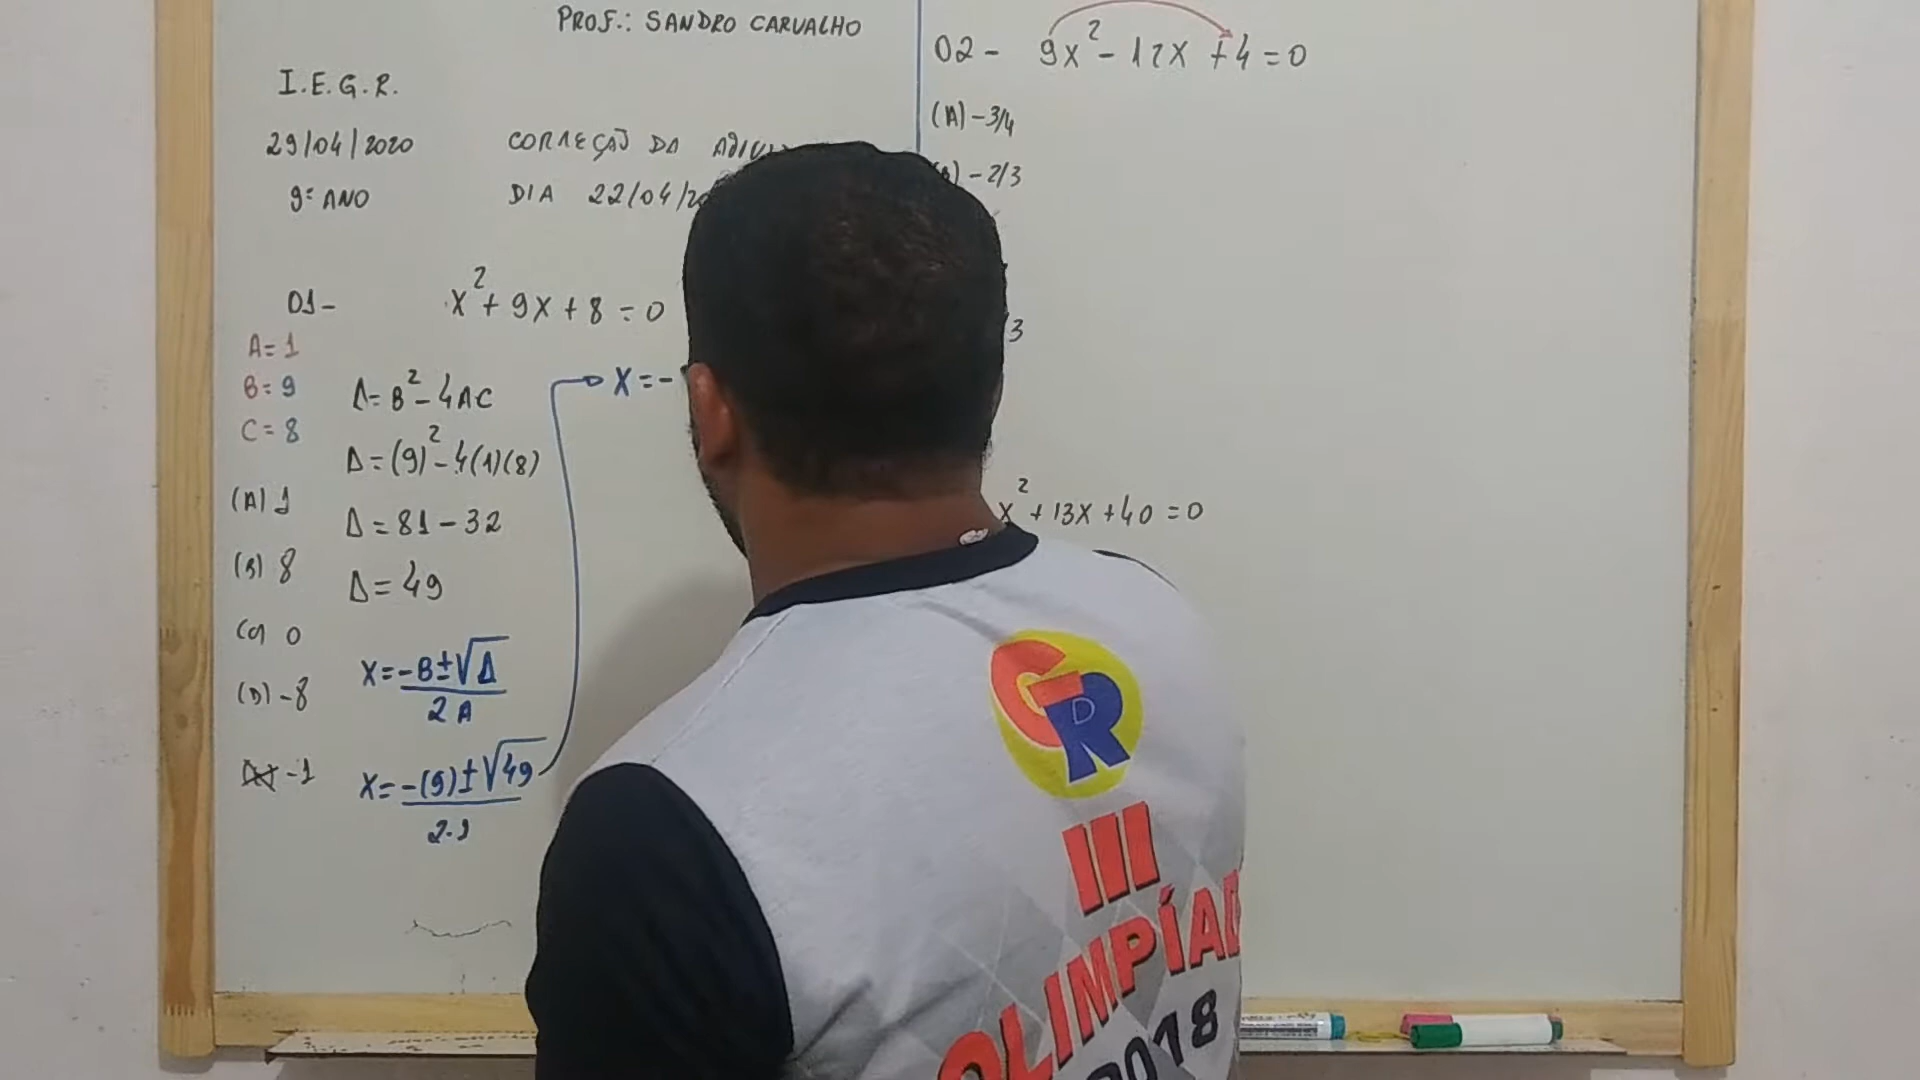 PROF.: SANDRO CARVALHO
I.E.G.R.
29/04/2020
9º ANO
CORREÇÃO DA
DIA 22/04/20
01- x² + 9x + 8 = 0
A = 1
B = 9
C = 8
Δ = B² - 4AC
Δ = (9)² - 4(1)(8)
Δ = 81 - 32
Δ = 49
X = -B ± √Δ / 2A
X = -(9) ± √49 / 2.1
X = -
(A) 1
(B) 8
(C) 0
(D) -8
-1
02- 9x² - 12x + 4 = 0
(A) -3/4
(B) -2/3
/3
x² + 13x + 40 = 0
GDR
III
OLIMPÍAD
2018